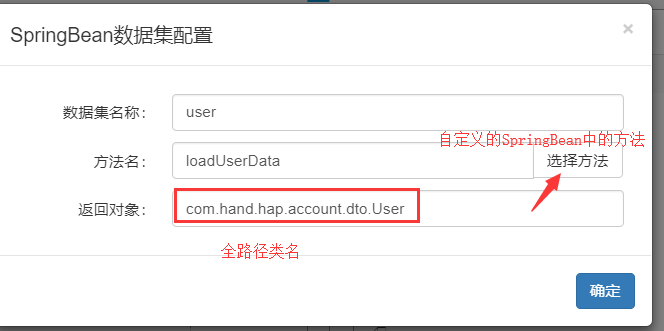 SpringBean数据集配置
×
数据集名称：
user
自定义的SpringBean中的方法
方法名：
loadUserData
选择方法
返回对象：
com.hand.hap.account.dto.User
全路径类名
确定